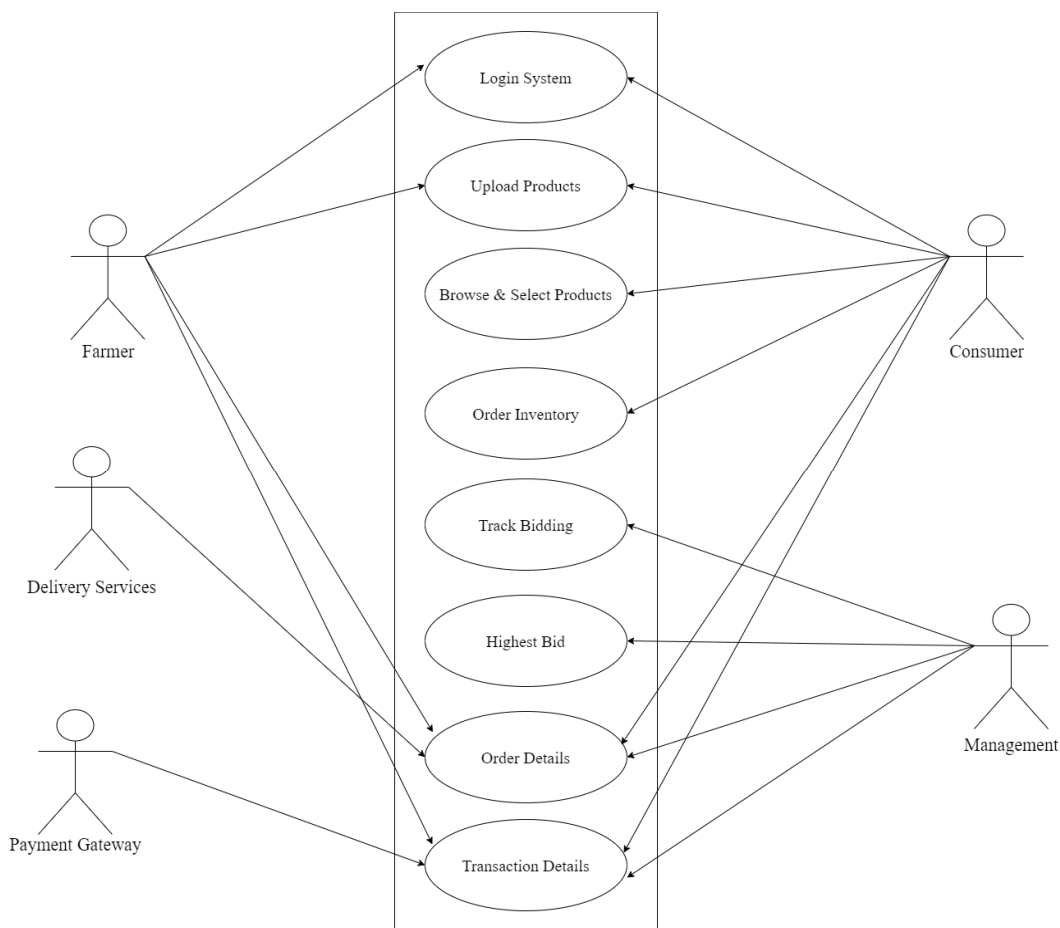 Login System
Upload Products
Browse & Select Products
Farmer
Consumer
Order Inventory
Track Bidding
Delivery Services
Highest Bid
Order Details
Management
Payment Gateway
Transaction Details